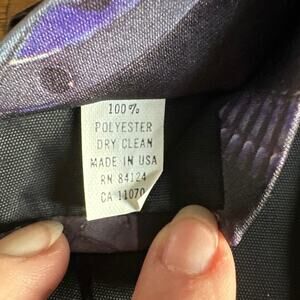 100%
POLYESTER
DRY CLEAN
MADE IN USA
RN 84124
CA 11070